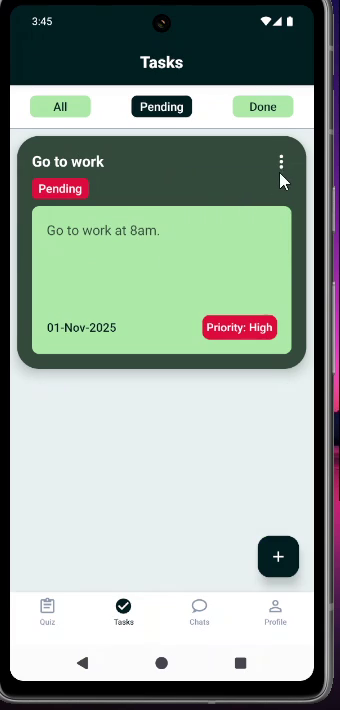 3:45
Tasks
All Pending Done
Go to work
Pending
Go to work at 8am.
01-Nov-2025 Priority: High
+
Quiz Tasks Chats Profile